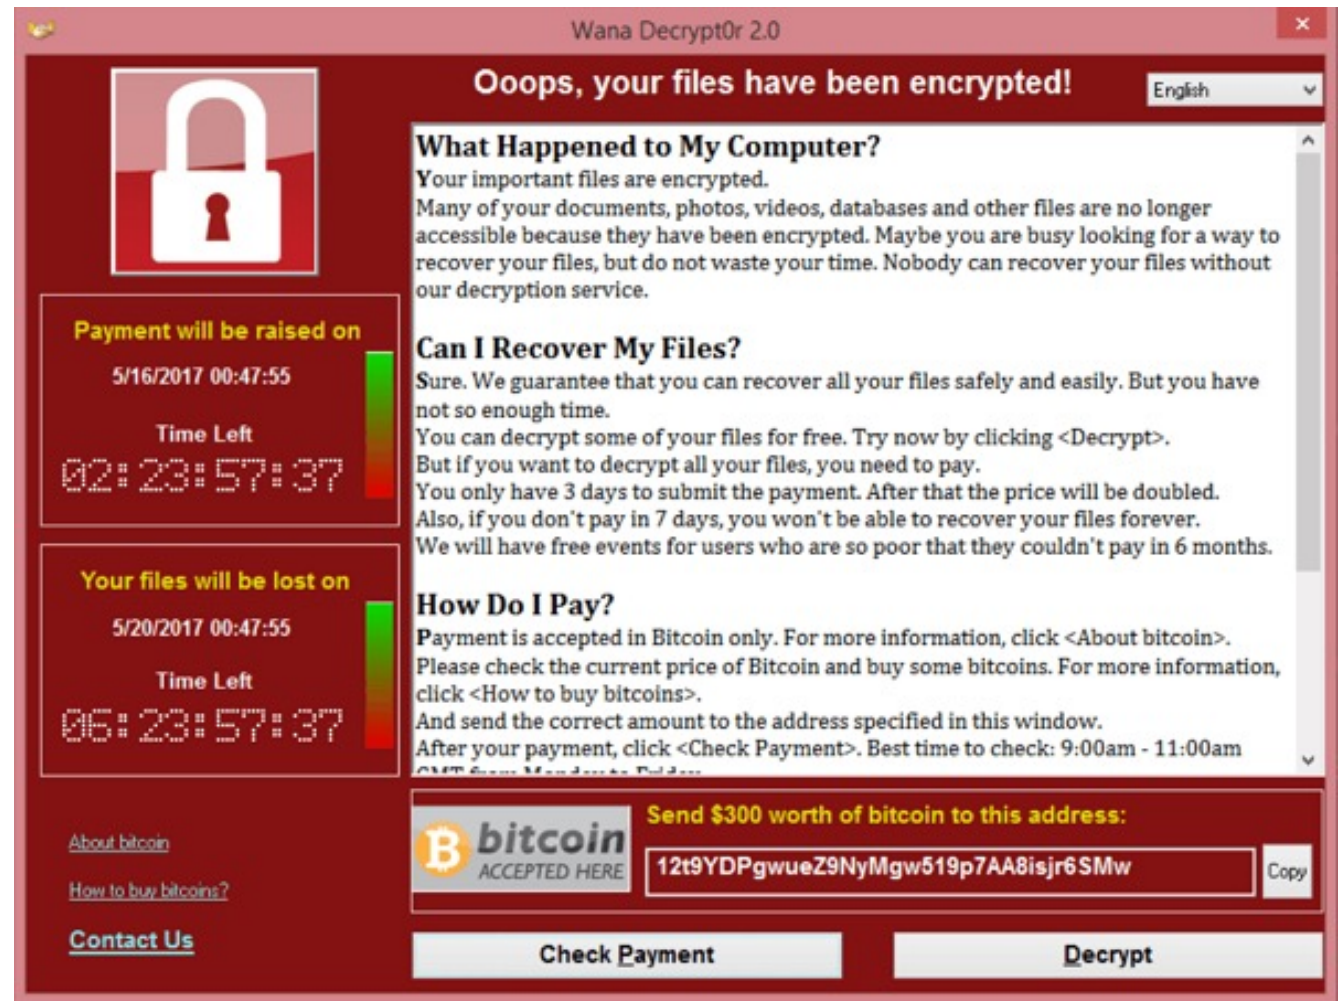 Wana Decrypt0r 2.0
Ooops, your files have been encrypted!
English
Payment will be raised on
5/16/2017 00:47:55
Time Left
02:23:57:37
Your files will be lost on
5/20/2017 00:47:55
Time Left
06:23:57:37
About bitcoin
How to buy bitcoins?
Contact Us
What Happened to My Computer?
Your important files are encrypted.
Many of your documents, photos, videos, databases and other files are no longer
accessible because they have been encrypted. Maybe you are busy looking for a way to
recover your files, but do not waste your time. Nobody can recover your files without
our decryption service.
Can I Recover My Files?
Sure. We guarantee that you can recover all your files safely and easily. But you have
not so enough time.
You can decrypt some of your files for free. Try now by clicking <Decrypt>.
But if you want to decrypt all your files, you need to pay.
You only have 3 days to submit the payment. After that the price will be doubled.
Also, if you don't pay in 7 days, you won't be able to recover your files forever.
We will have free events for users who are so poor that they couldn't pay in 6 months.
How Do I Pay?
Payment is accepted in Bitcoin only. For more information, click <About bitcoin>.
Please check the current price of Bitcoin and buy some bitcoins. For more information,
click <How to buy bitcoins>.
And send the correct amount to the address specified in this window.
After your payment, click <Check Payment>. Best time to check: 9:00am - 11:00am
GMT from Monday to Friday
bitcoin
ACCEPTED HERE
Send $300 worth of bitcoin to this address:
12t9YDPgwueZ9NyMgw519p7AA8isjr6SMw
Copy
Check Payment
Decrypt